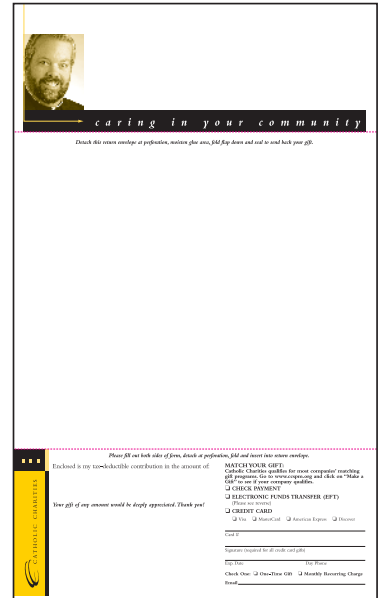 caring in your community
Detach this return envelope at perforation, moisten glue area, fold flap down and seal to send back your gift.
Please fill out both sides of form, detach at perforation, fold and insert into return envelope.
CATHOLIC CHARITIES
Enclosed is my tax-deductible contribution in the amount of:
Your gift of any amount would be deeply appreciated. Thank you!
MATCH YOUR GIFT:
Catholic Charities qualifies for most companies' matching
gift programs. Go to www.ccspm.org and click on "Make a
Gift" to see if your company qualifies.
❏ CHECK PAYMENT
❏ ELECTRONIC FUNDS TRANSFER (EFT)
(Please see reverse)
❏ CREDIT CARD
❏ Visa ❏ MasterCard ❏ American Express ❏ Discover
Card #
Signature (required for all credit card gifts)
Exp. Date Day Phone
Check One: ❏ One-Time Gift ❏ Monthly Recurring Charge
Email